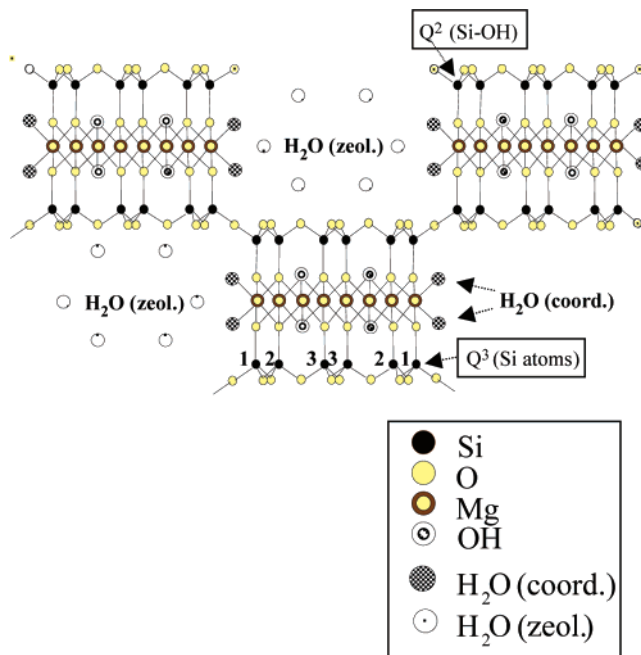 Q² (Si-OH)
H₂O (zeol.)
H₂O (zeol.)
H₂O (coord.)
1 2 3 3 2 1
Q³ (Si atoms)
Si
O
Mg
OH
H₂O (coord.)
H₂O (zeol.)